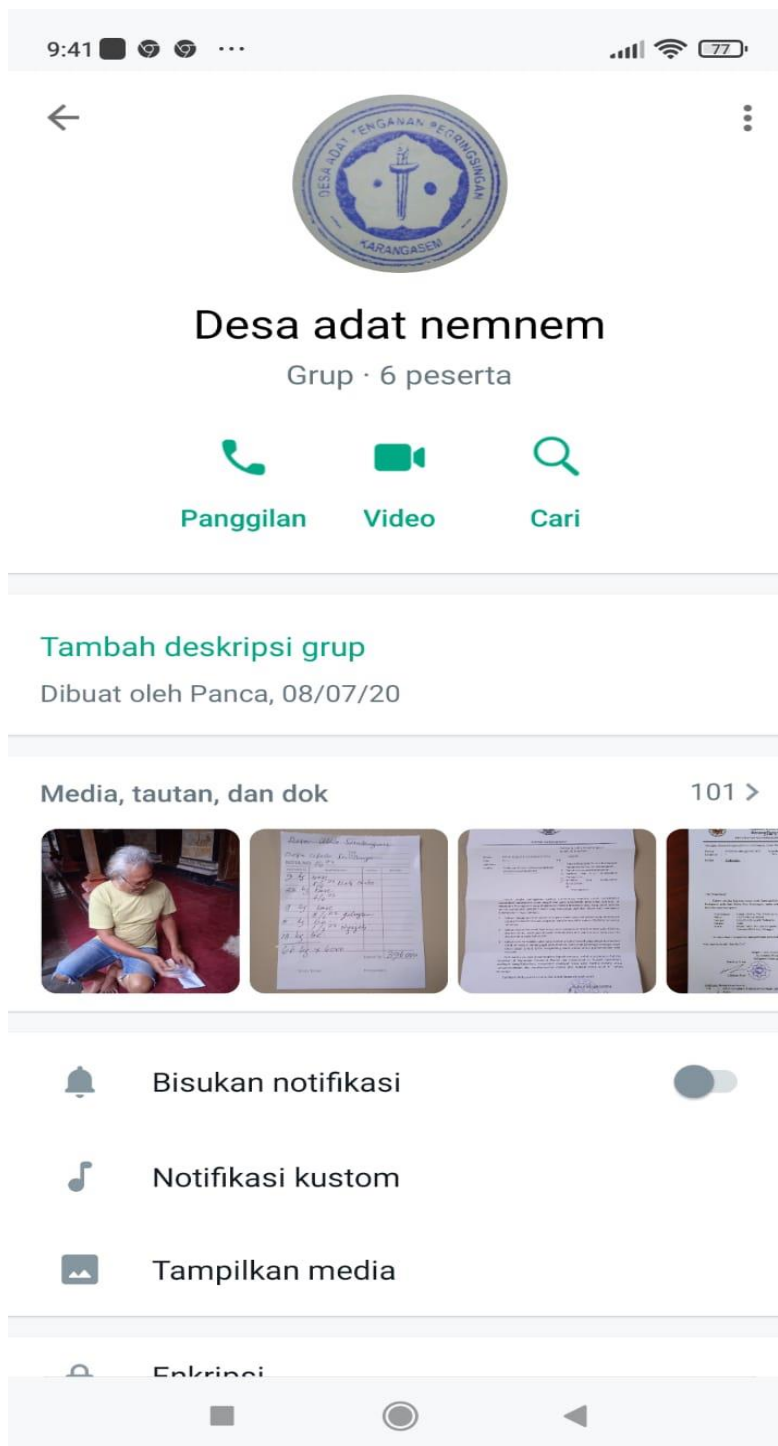 9:41 ...
77
DESA ADAT TENGANAN PEGRINGSINGAN
KARANGASEM
Desa adat nemnem
Grup · 6 peserta
Panggilan Video Cari
Tambah deskripsi grup
Dibuat oleh Panca, 08/07/20
Media, tautan, dan dok 101 >
Bisukan notifikasi
Notifikasi kustom
Tampilkan media
Enkripsi